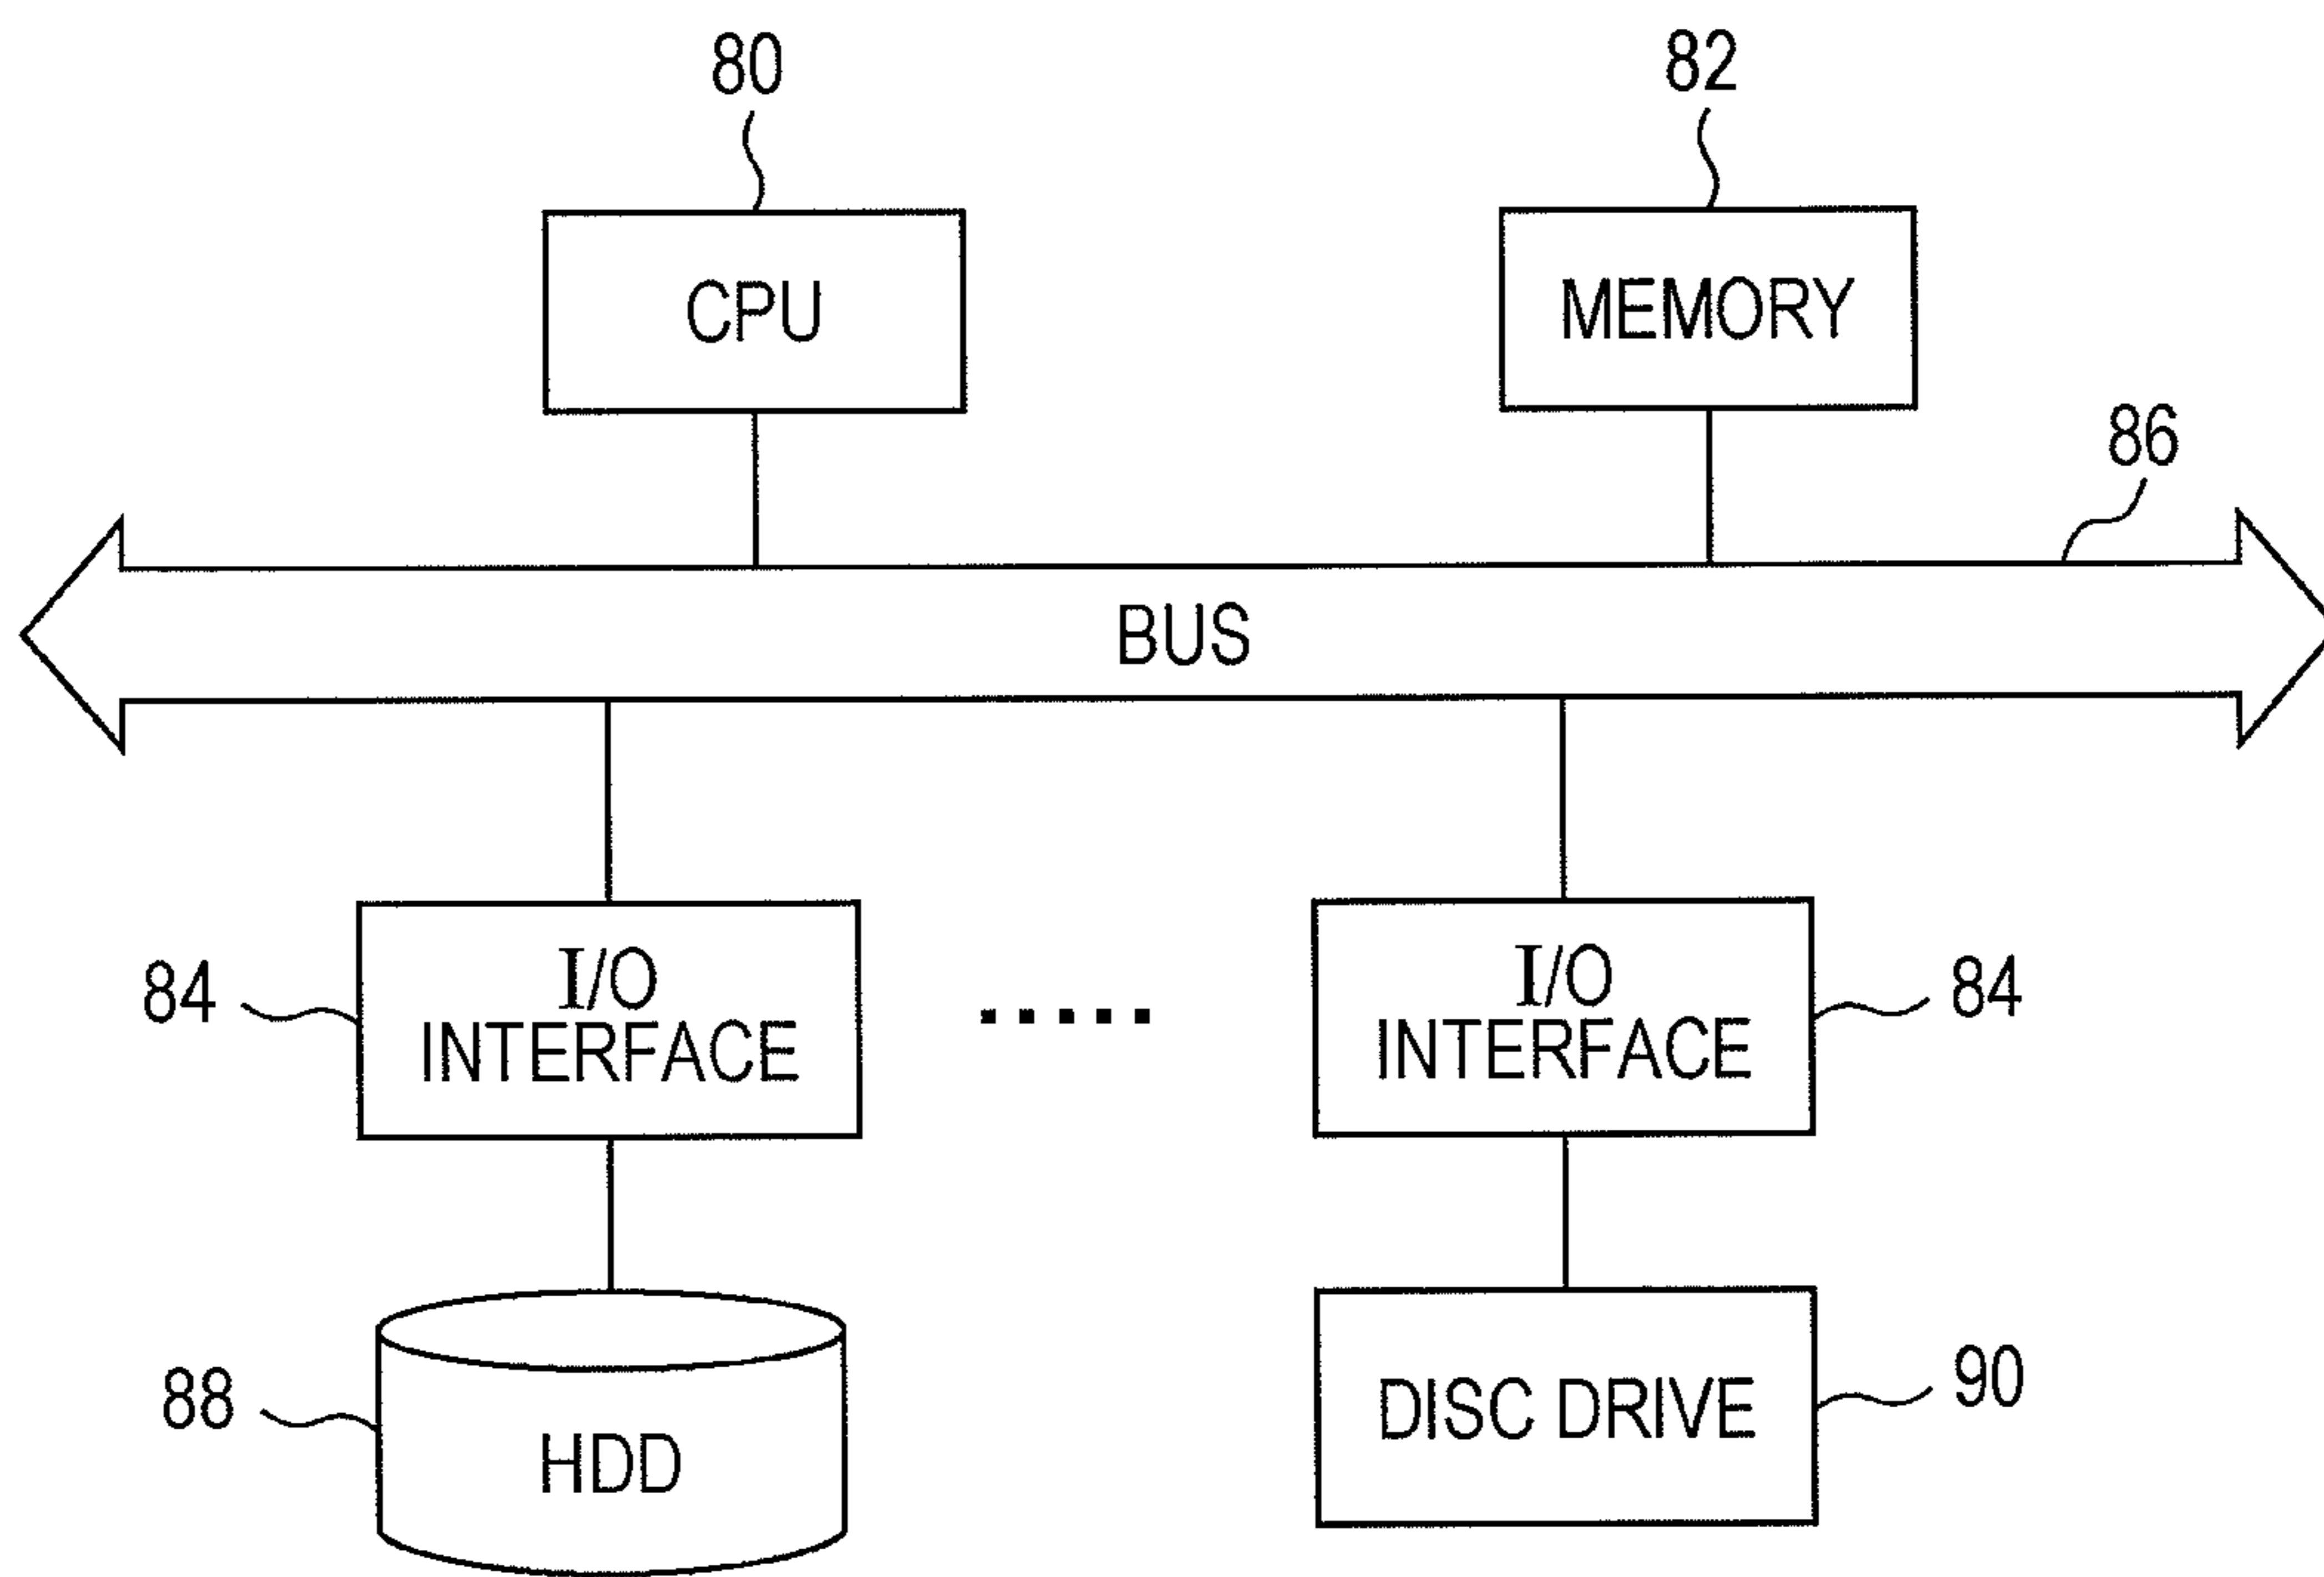 80
82
CPU
MEMORY
86
BUS
I/O
INTERFACE
84
I/O
INTERFACE
84
88
HDD
DISC DRIVE
90